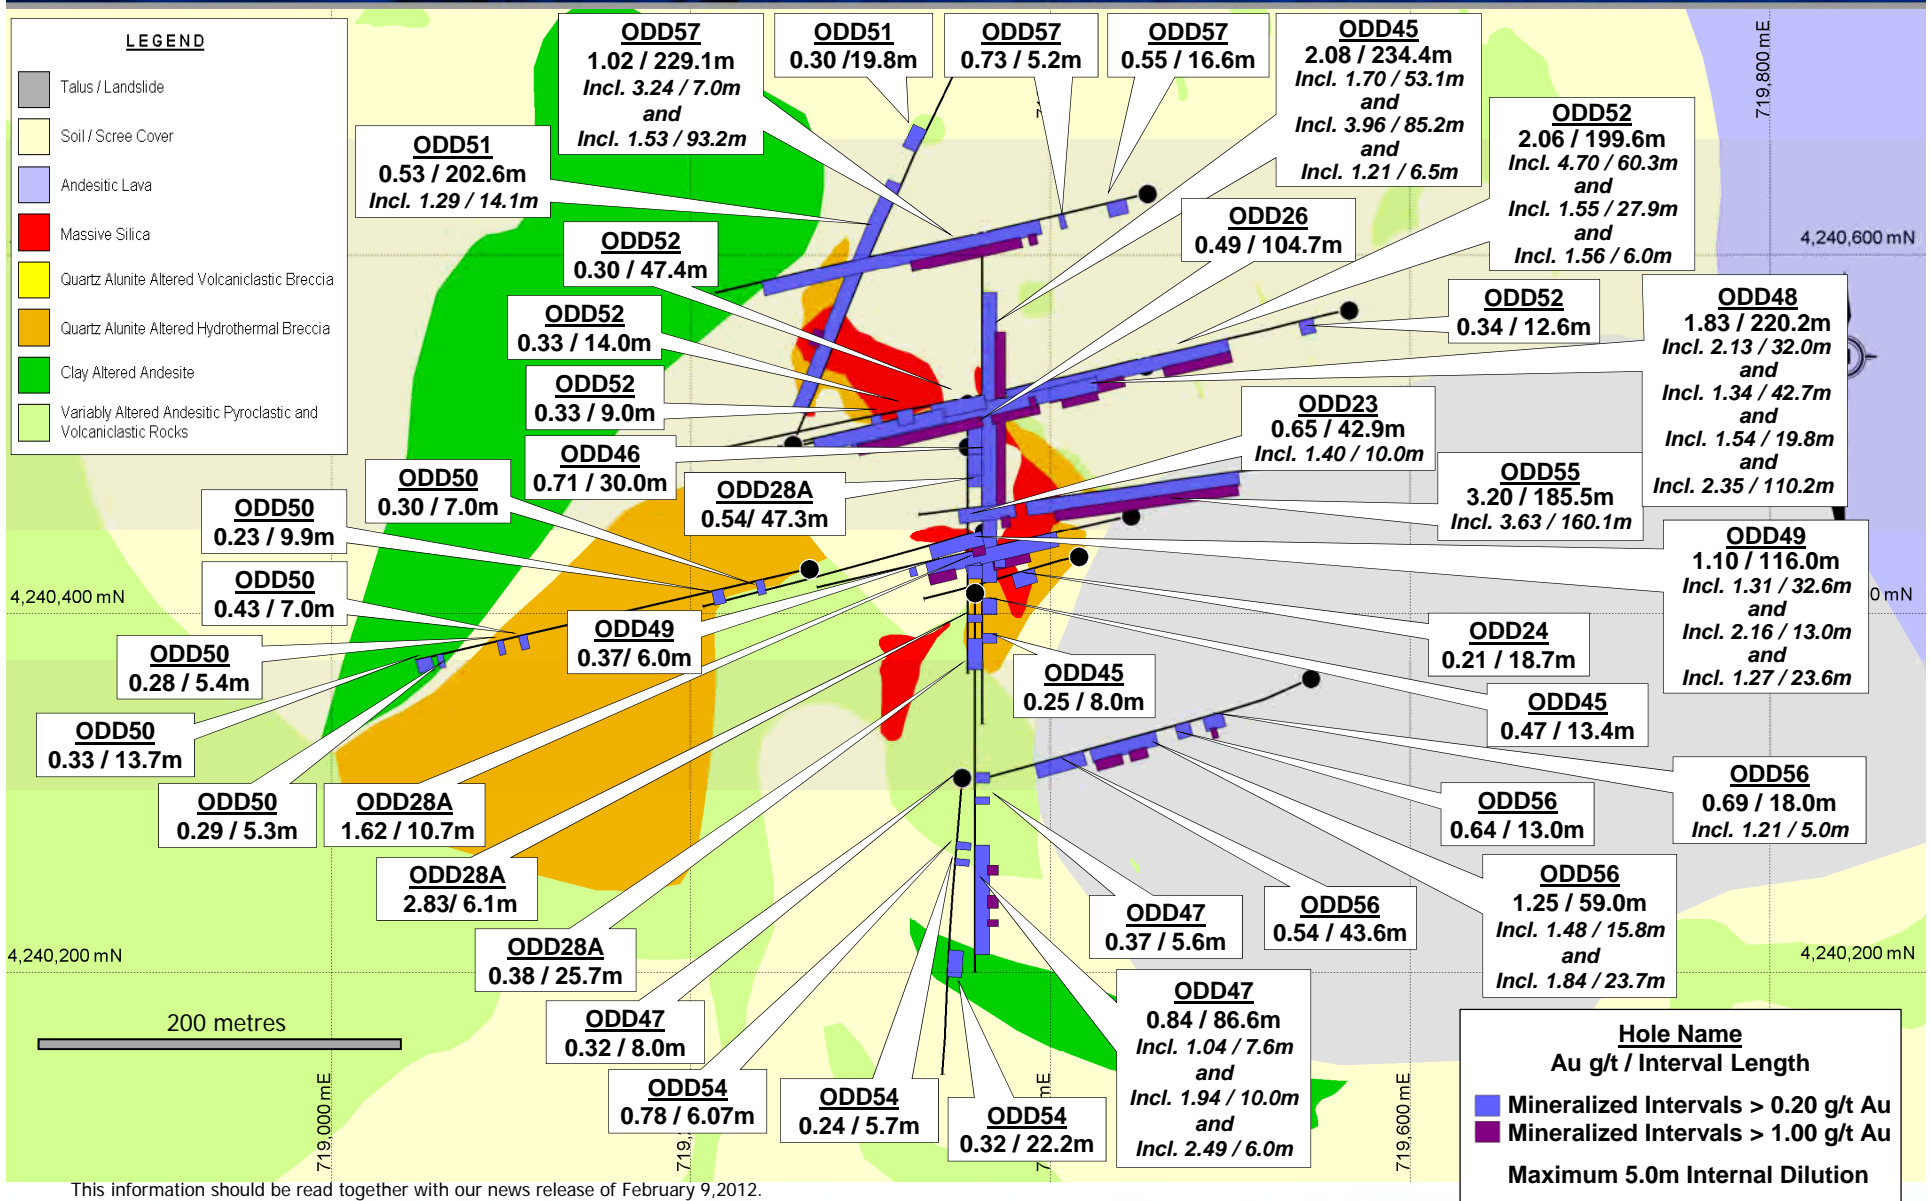 LEGEND
Talus / Landslide
Soil / Scree Cover
Andesitic Lava
Massive Silica
Quartz Alunite Altered Volcaniclastic Breccia
Quartz Alunite Altered Hydrothermal Breccia
Clay Altered Andesite
Variably Altered Andesitic Pyroclastic and
Volcaniclastic Rocks
ODD57
1.02 / 229.1m
Incl. 3.24 / 7.0m
and
Incl. 1.53 / 93.2m
ODD51
0.30 /19.8m
ODD57
0.73 / 5.2m
ODD57
0.55 / 16.6m
ODD45
2.08 / 234.4m
Incl. 1.70 / 53.1m
and
Incl. 3.96 / 85.2m
and
Incl. 1.21 / 6.5m
719,800 mE
ODD52
2.06 / 199.6m
Incl. 4.70 / 60.3m
and
Incl. 1.55 / 27.9m
and
Incl. 1.56 / 6.0m
ODD51
0.53 / 202.6m
Incl. 1.29 / 14.1m
ODD52
0.30 / 47.4m
ODD26
0.49 / 104.7m
4,240,600 mN
ODD52
0.33 / 14.0m
ODD52
0.34 / 12.6m
ODD48
1.83 / 220.2m
Incl. 2.13 / 32.0m
and
Incl. 1.34 / 42.7m
and
Incl. 1.54 / 19.8m
and
Incl. 2.35 / 110.2m
ODD52
0.33 / 9.0m
ODD23
0.65 / 42.9m
Incl. 1.40 / 10.0m
ODD46
0.71 / 30.0m
ODD50
0.30 / 7.0m
ODD28A
0.54/ 47.3m
ODD55
3.20 / 185.5m
Incl. 3.63 / 160.1m
ODD50
0.23 / 9.9m
ODD49
1.10 / 116.0m
Incl. 1.31 / 32.6m
and
Incl. 2.16 / 13.0m
and
Incl. 1.27 / 23.6m
ODD50
0.43 / 7.0m
4,240,400 mN
0 mN
ODD49
0.37/ 6.0m
ODD24
0.21 / 18.7m
ODD50
0.28 / 5.4m
ODD45
0.25 / 8.0m
ODD45
0.47 / 13.4m
ODD50
0.33 / 13.7m
ODD50
0.29 / 5.3m
ODD28A
1.62 / 10.7m
ODD56
0.64 / 13.0m
ODD56
0.69 / 18.0m
Incl. 1.21 / 5.0m
ODD28A
2.83/ 6.1m
ODD47
0.37 / 5.6m
ODD56
0.54 / 43.6m
ODD56
1.25 / 59.0m
Incl. 1.48 / 15.8m
and
Incl. 1.84 / 23.7m
ODD28A
0.38 / 25.7m
4,240,200 mN
4,240,200 mN
200 metres
ODD47
0.32 / 8.0m
ODD47
0.84 / 86.6m
Incl. 1.04 / 7.6m
and
Incl. 1.94 / 10.0m
and
Incl. 2.49 / 6.0m
ODD54
0.78 / 6.07m
ODD54
0.24 / 5.7m
ODD54
0.32 / 22.2m
719,000 mE
719,
mE
719,600 mE
Hole Name
Au g/t / Interval Length
Mineralized Intervals > 0.20 g/t Au
Mineralized Intervals > 1.00 g/t Au
Maximum 5.0m Internal Dilution
This information should be read together with our news release of February 9,2012.